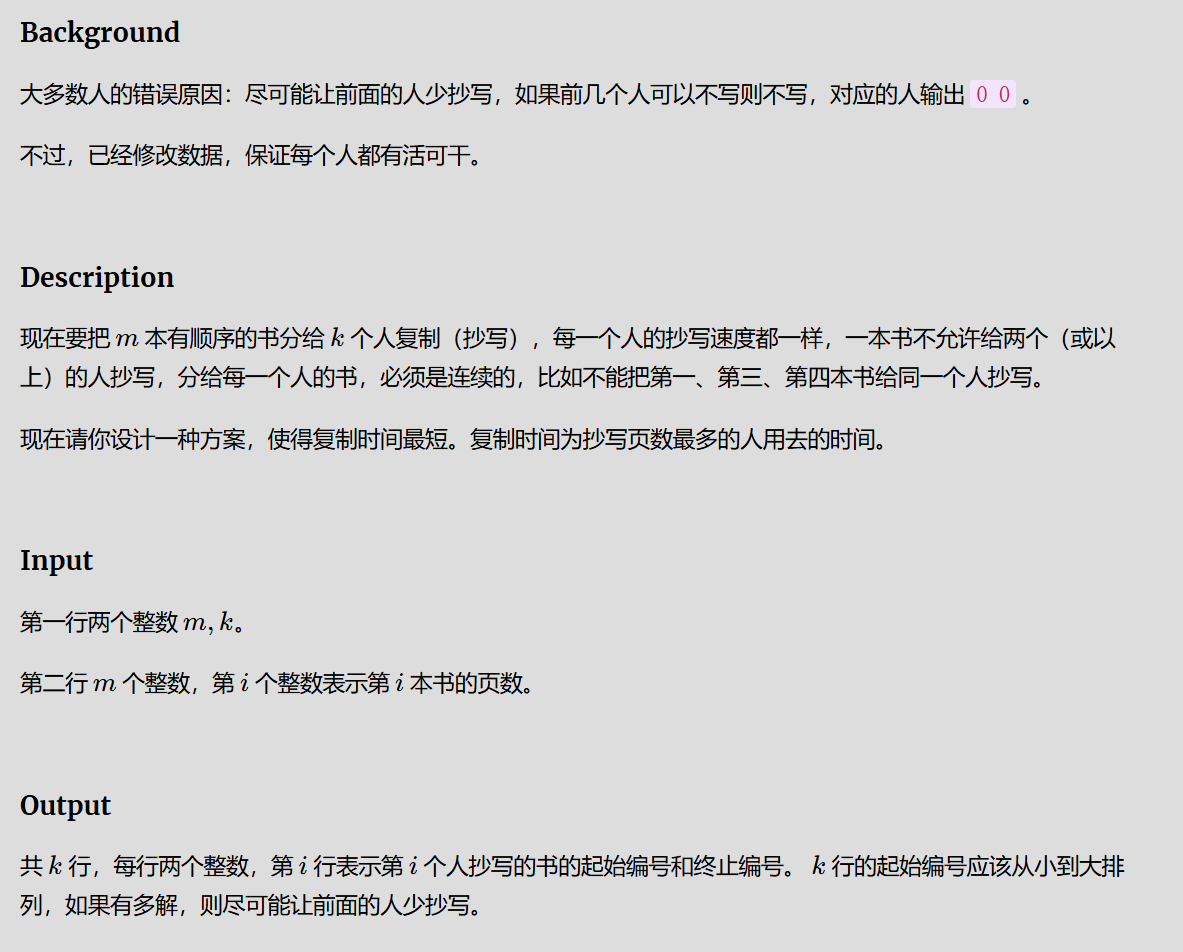 Background
大多数人的错误原因：尽可能让前面的人少抄写，如果前几个人可以不写则不写，对应的人输出 0 0 。
不过，已经修改数据，保证每个人都有活可干。
Description
现在要把 m 本有顺序的书分给 k 个人复制（抄写），每一个人的抄写速度都一样，一本书不允许给两个（或以
上）的人抄写，分给每一个人的书，必须是连续的，比如不能把第一、第三、第四本书给同一个人抄写。
现在请你设计一种方案，使得复制时间最短。复制时间为抄写页数最多的人用去的时间。
Input
第一行两个整数 m, k。
第二行 m 个整数，第 i 个整数表示第 i 本书的页数。
Output
共 k 行，每行两个整数，第 i 行表示第 i 个人抄写的书的起始编号和终止编号。 k 行的起始编号应该从小到大排
列，如果有多解，则尽可能让前面的人少抄写。